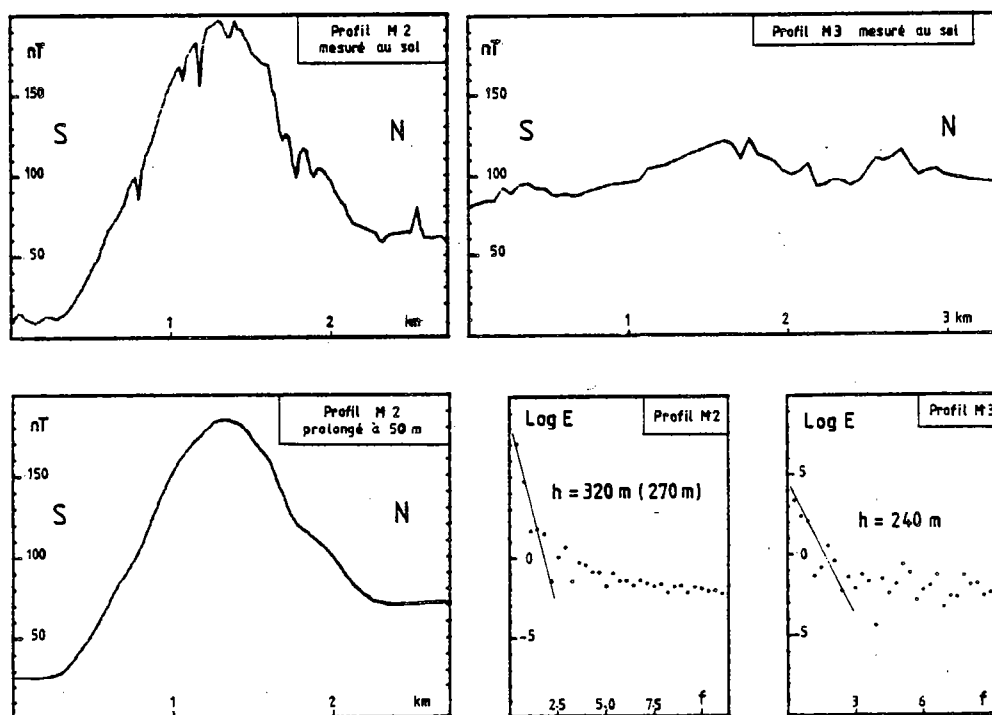 Profil M 2
mesuré au sol
nT
150
100
50
S
N
1
2
km
Profil M3 mesuré au sol
nT
150
100
50
S
N
1
2
3 km
Profil M 2
prolongé à 50 m
nT
150
100
50
S
N
1
2
km
Log E
Profil M2
h = 320 m (270 m)
0
-5
2.5
5.0
7.5
f
Log E
Profil M3
5
h = 240 m
0
5
3
6
f